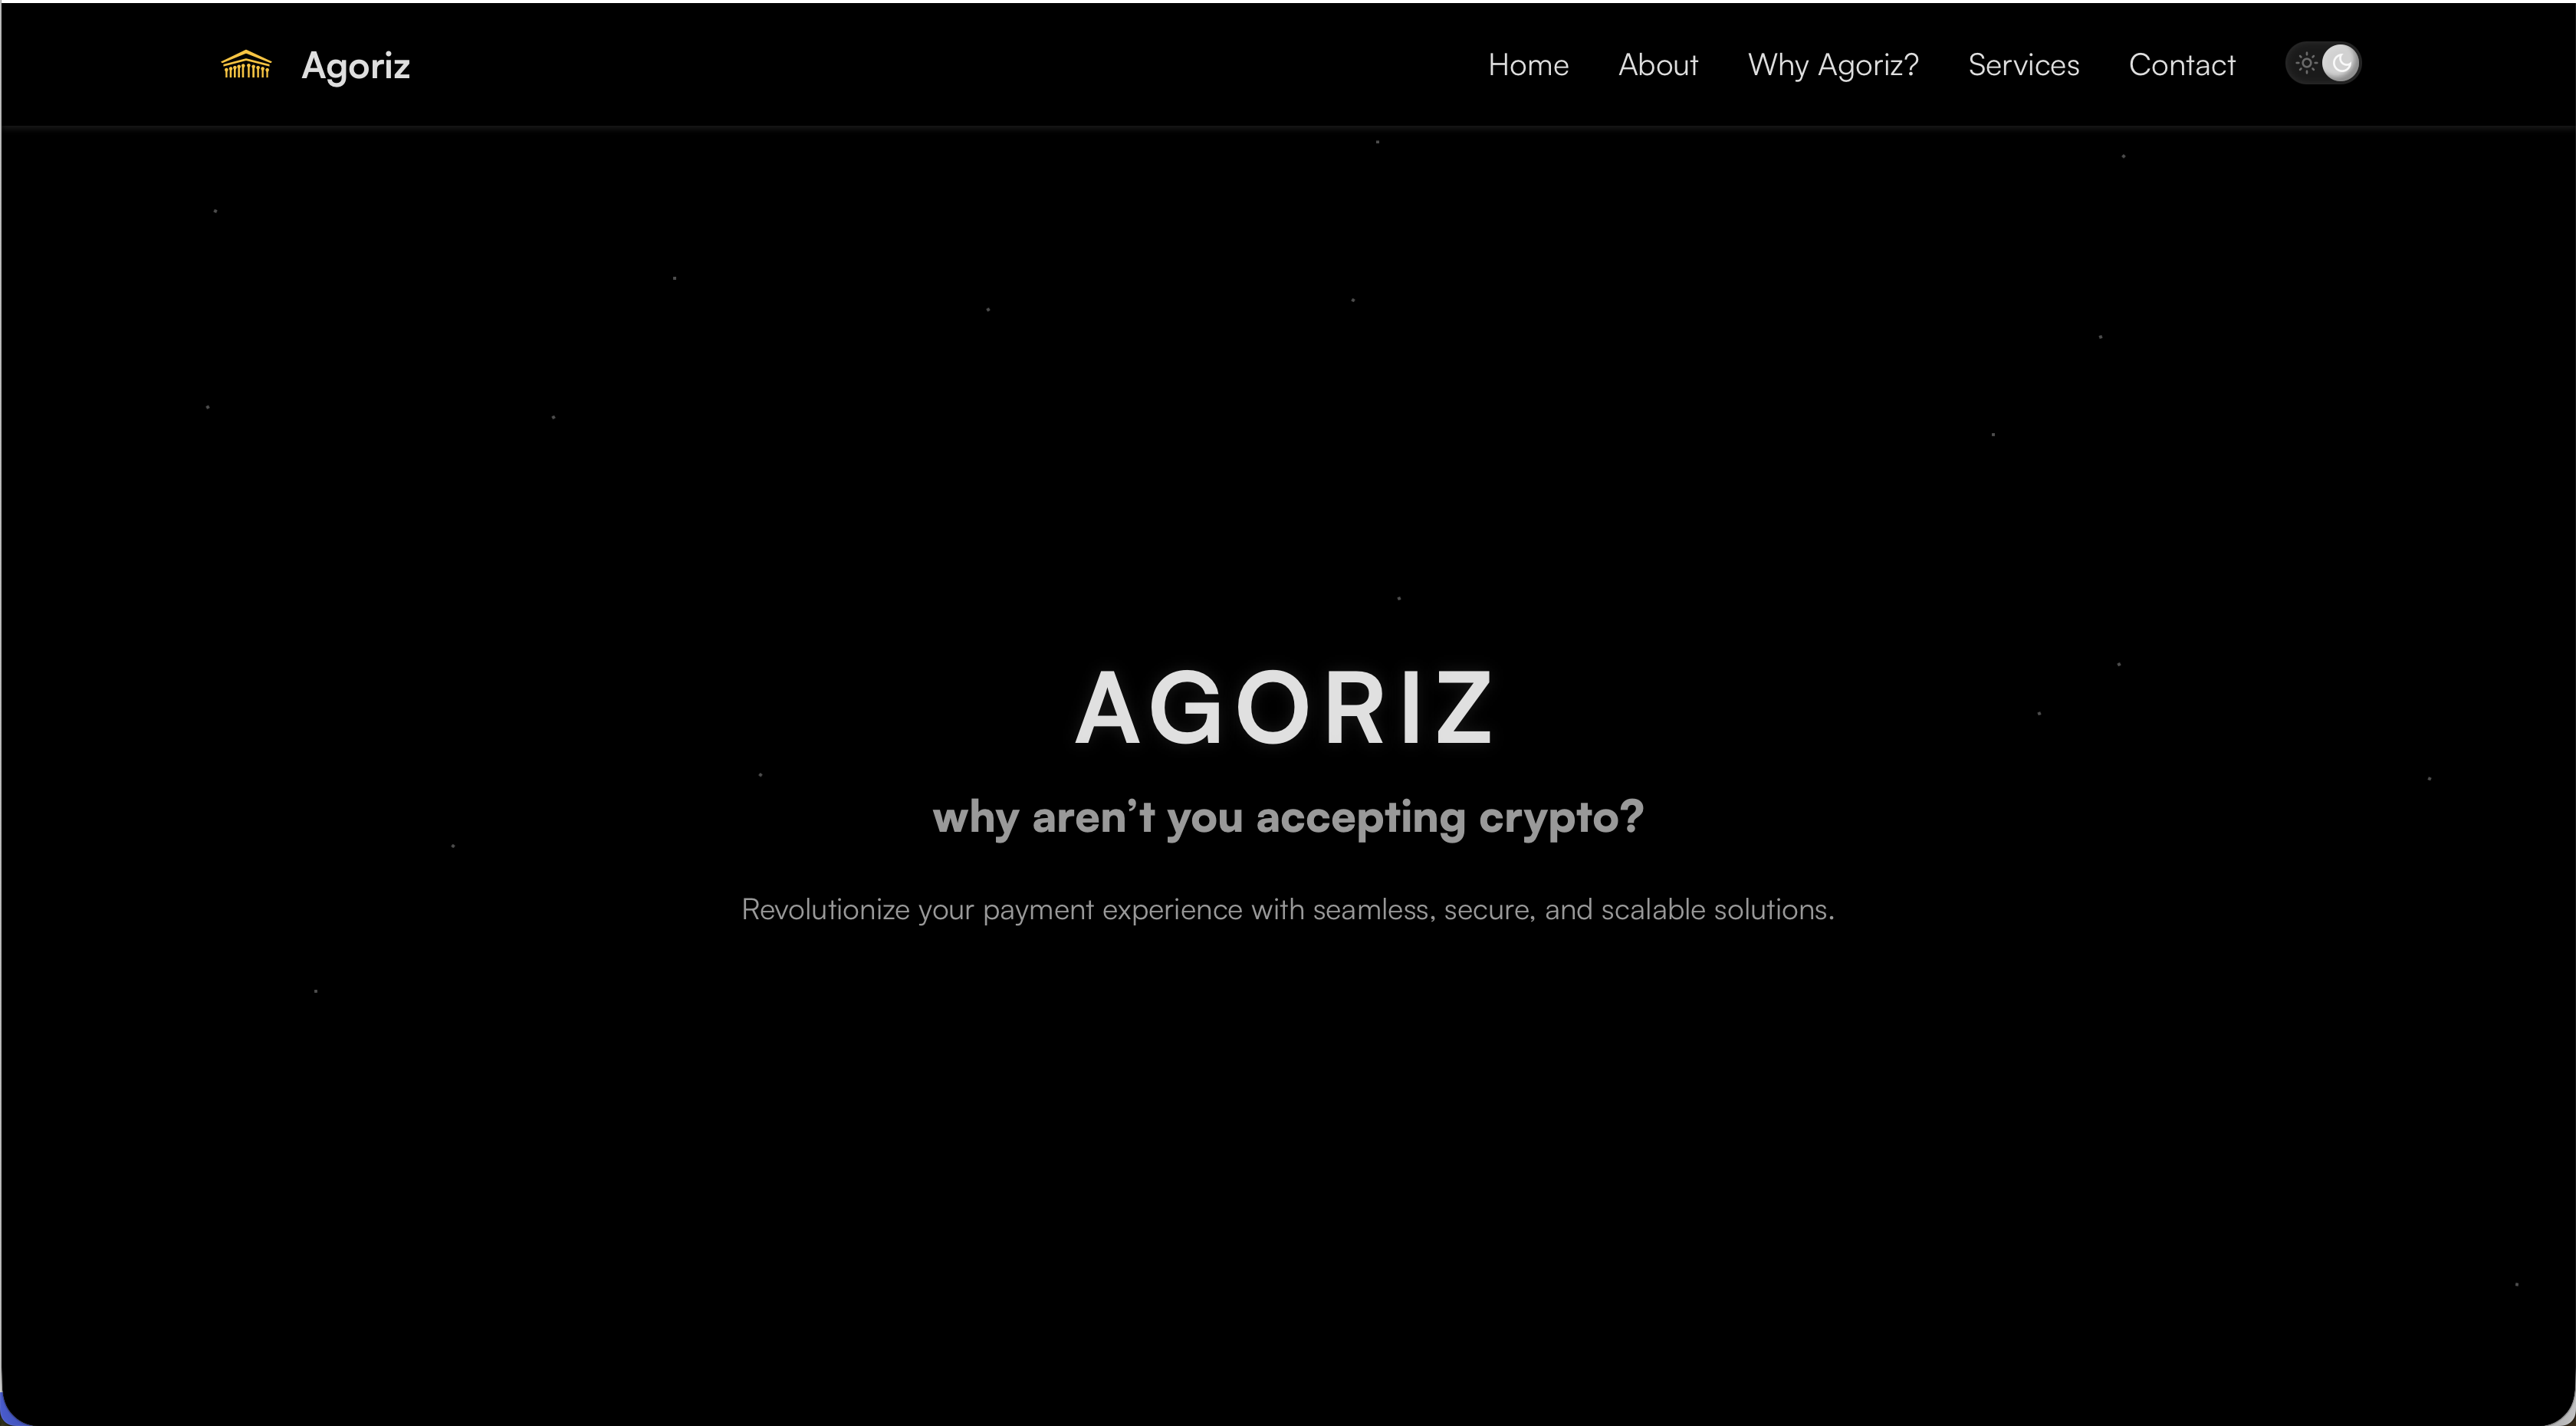 Agoriz
Home About Why Agoriz? Services Contact
AGORIZ
why aren’t you accepting crypto?
Revolutionize your payment experience with seamless, secure, and scalable solutions.